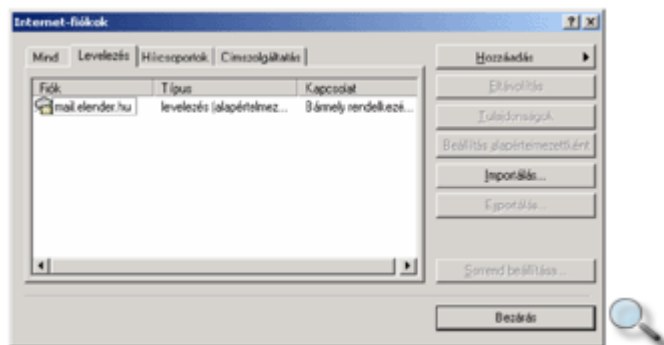 Internet-fiókok
Mind Levelezés Hírcsoportok Címszolgáltatás
Fiók Típus Kapcsolat
mail.elender.hu levelezés (alapértelmez... Bármely rendelkezé...
Hozzáadás
Eltávolítás
Tulajdonságok
Beállítás alapértelmezettként
Importálás...
Exportálás...
Sorrend beállítása...
Bezárás